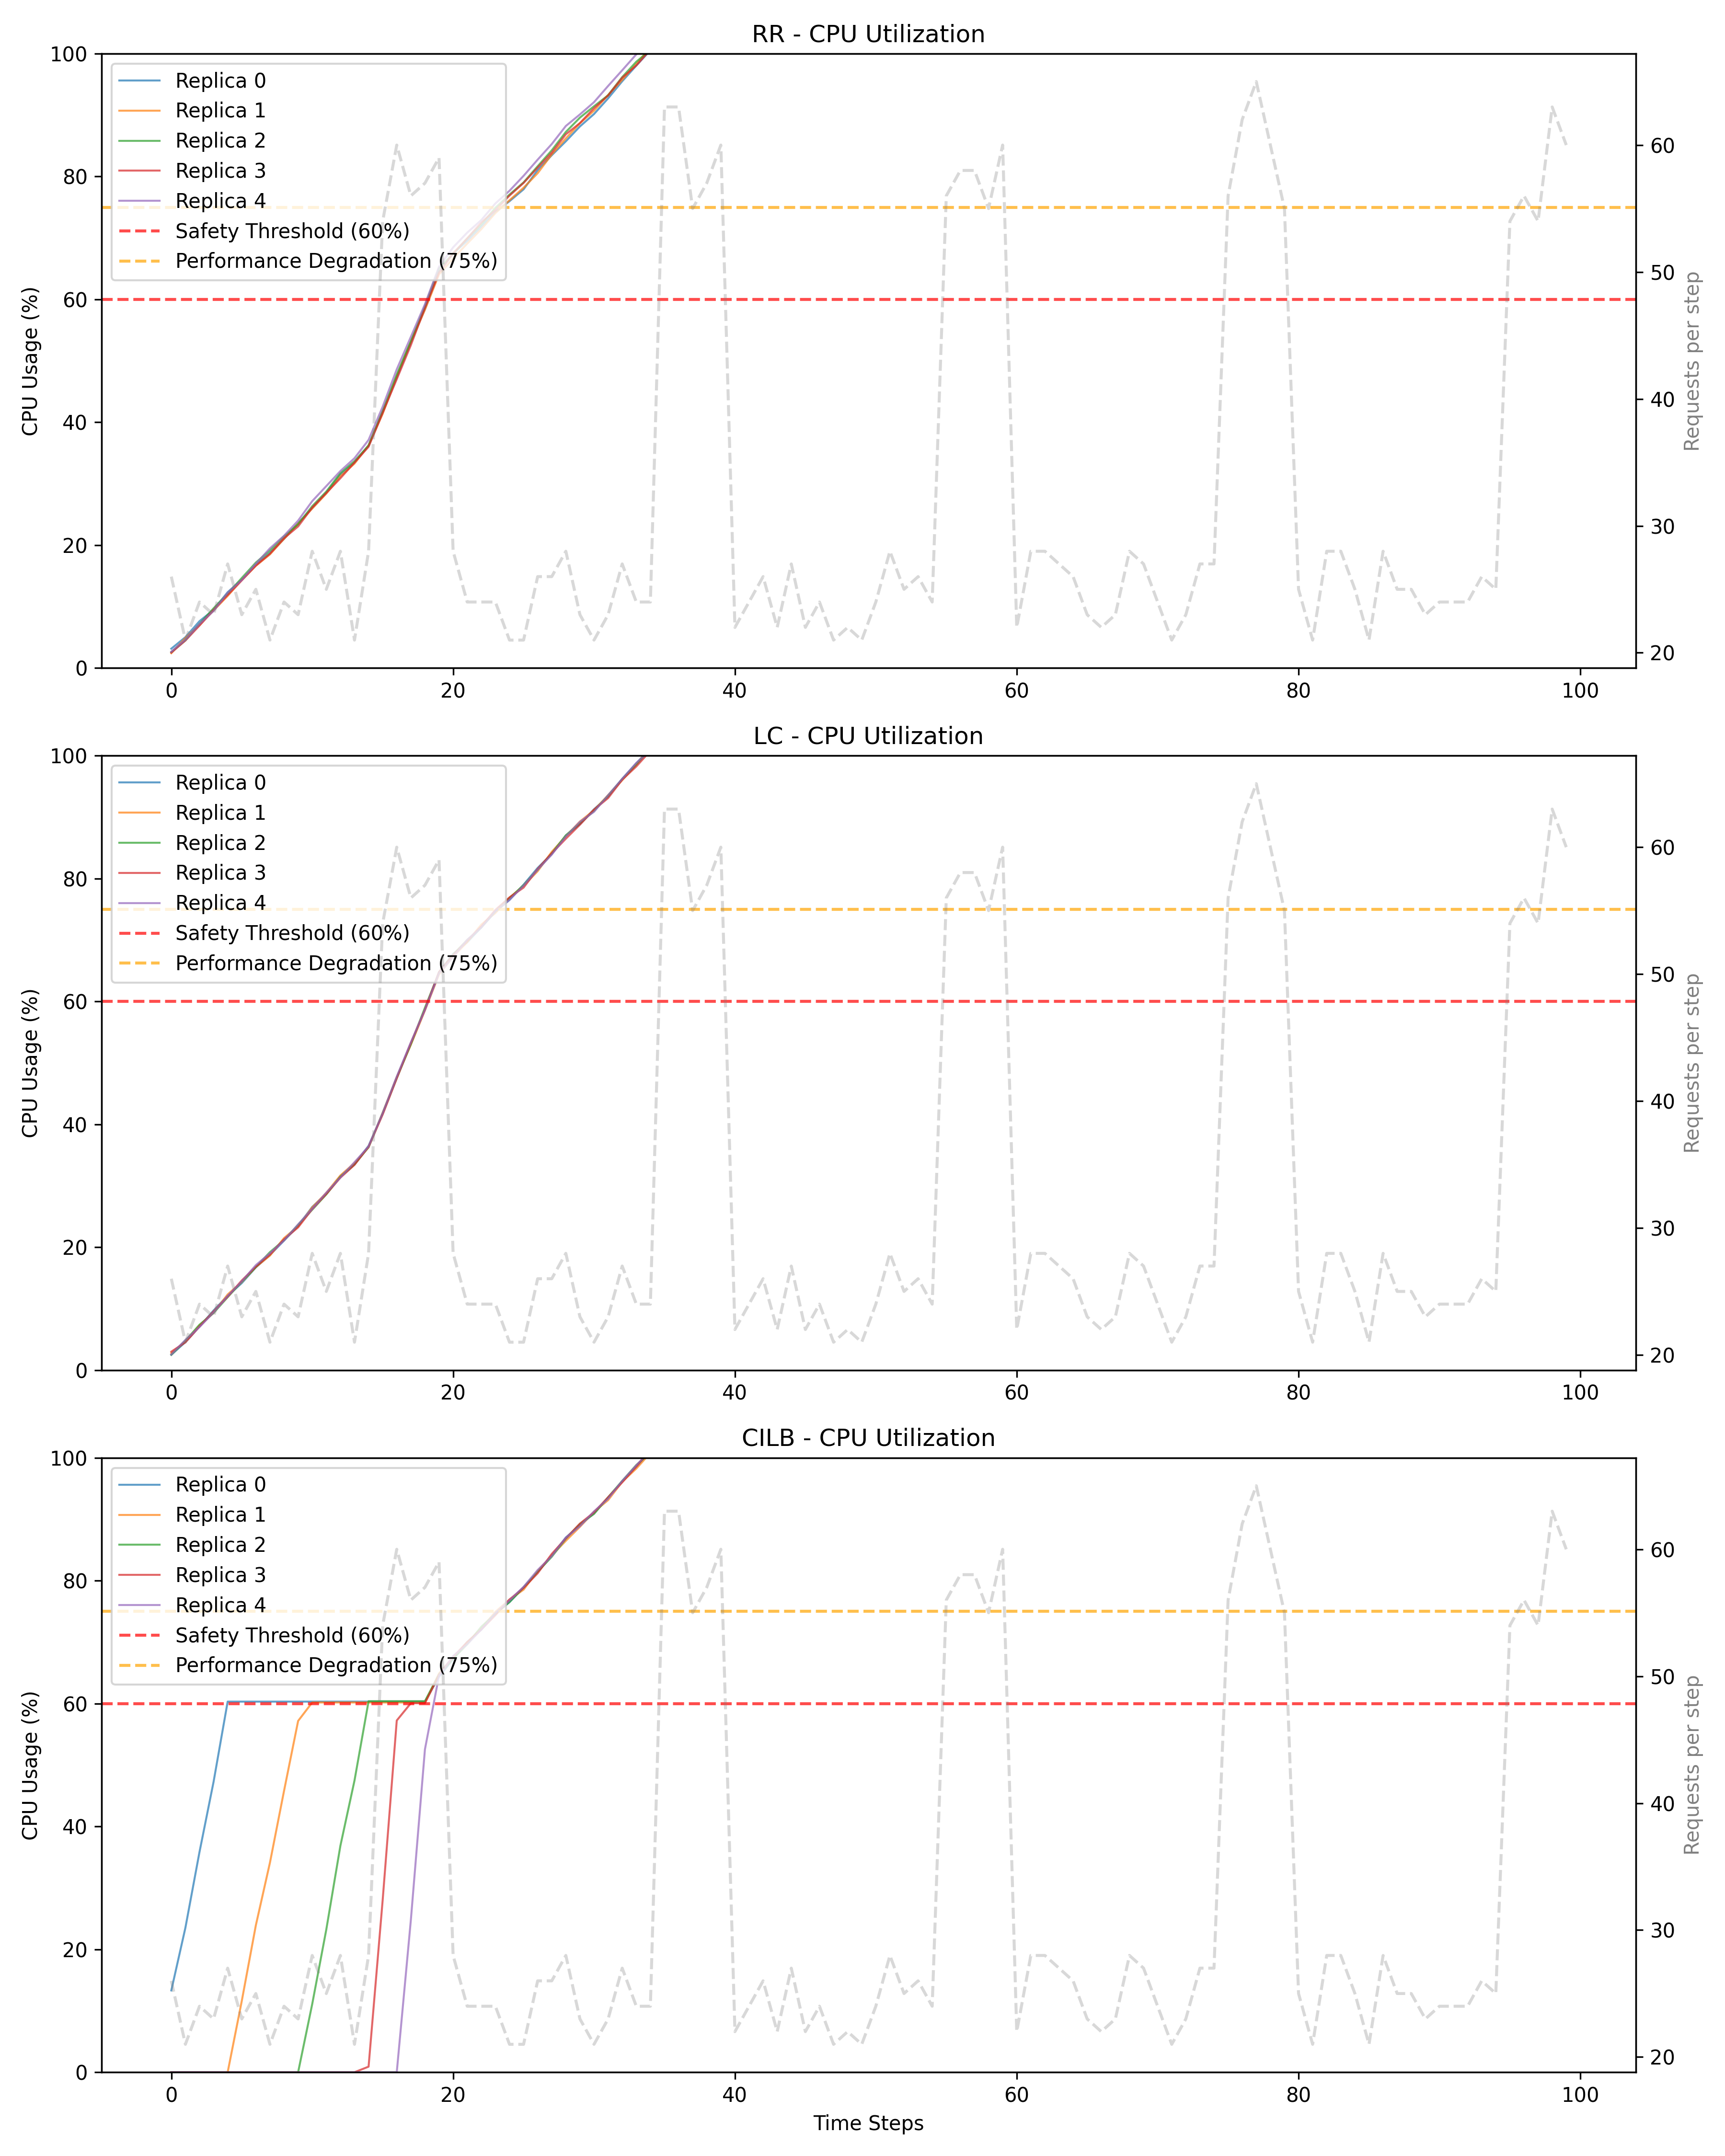 RR - CPU Utilization
100
80
60
40
20
0
CPU Usage (%)
Replica 0
Replica 1
Replica 2
Replica 3
Replica 4
Safety Threshold (60%)
Performance Degradation (75%)
60
50
40
30
20
Requests per step
0 20 40 60 80 100
LC - CPU Utilization
100
80
60
40
20
0
CPU Usage (%)
Replica 0
Replica 1
Replica 2
Replica 3
Replica 4
Safety Threshold (60%)
Performance Degradation (75%)
60
50
40
30
20
Requests per step
0 20 40 60 80 100
CILB - CPU Utilization
100
80
60
40
20
0
CPU Usage (%)
Replica 0
Replica 1
Replica 2
Replica 3
Replica 4
Safety Threshold (60%)
Performance Degradation (75%)
60
50
40
30
20
Requests per step
0 20 40 60 80 100
Time Steps